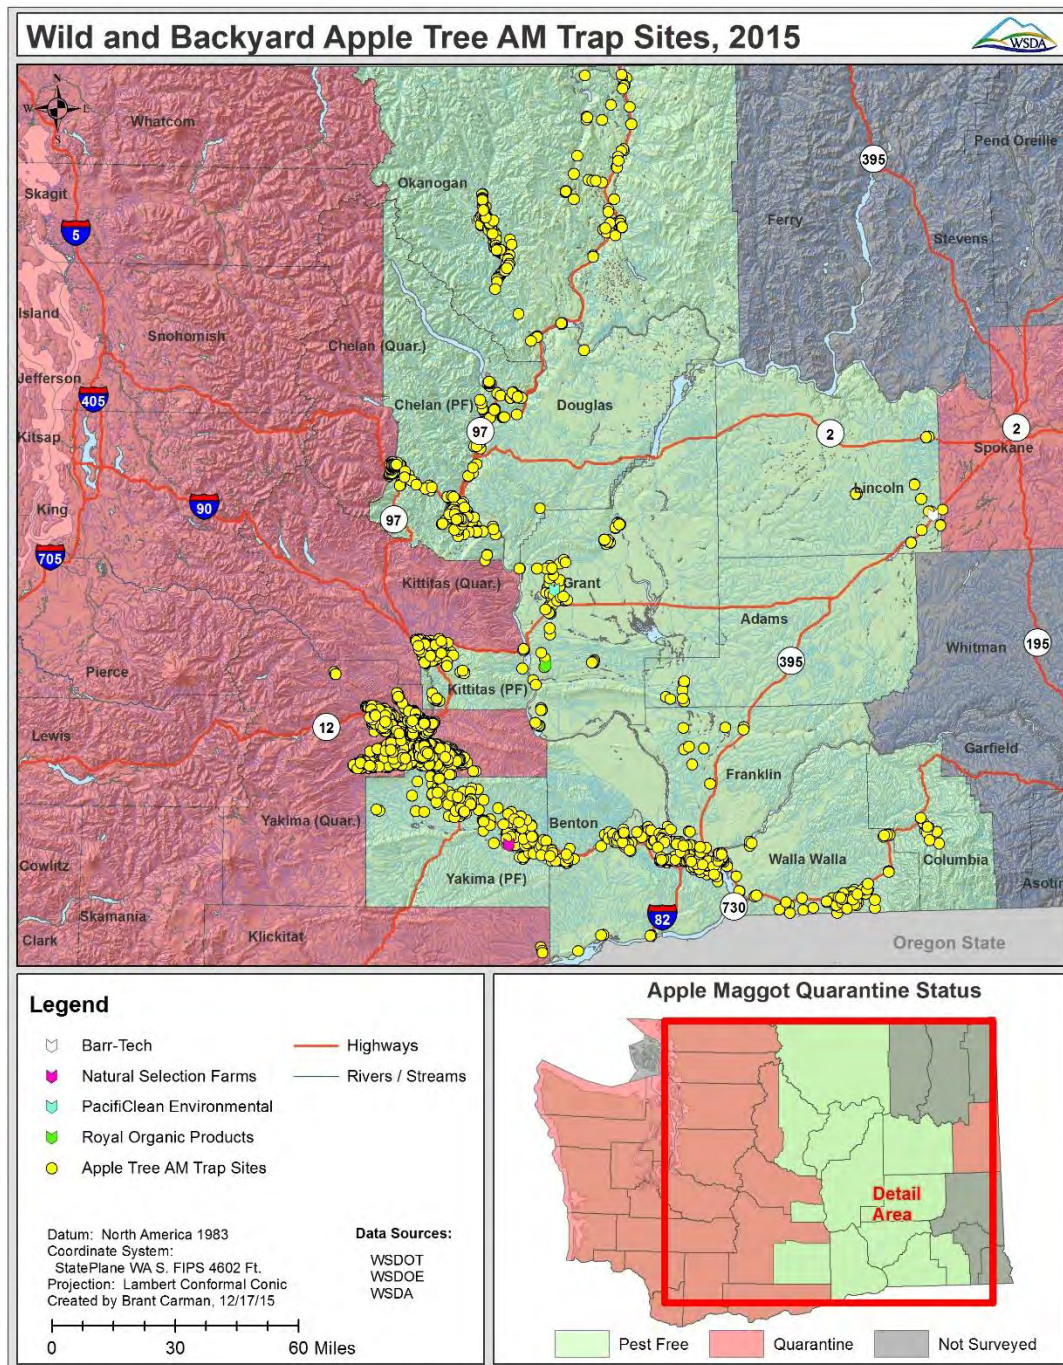 Wild and Backyard Apple Tree AM Trap Sites, 2015
WSDA
N
W
E
S
Whatcom
Pend Oreille
395
Skagit
Okanogan
5
Ferry
Stevens
Island
Snohomish
Chelan (Quar.)
Jefferson
405
Chelan (PF)
Douglas
Kitsap
97
2
2
Spokane
King
90
97
Lincoln
705
Kittitas (Quar.)
Grant
Adams
Whitman
195
Pierce
395
Kittitas (PF)
Lewis
12
Garfield
Franklin
Yakima (Quar.)
Benton
Cowlitz
Walla Walla
Columbia
Yakima (PF)
Asotin
Skamania
82
730
Clark
Klickitat
Oregon State
Legend
Barr-Tech
Highways
Natural Selection Farms
Rivers / Streams
PacifiClean Environmental
Royal Organic Products
Apple Tree AM Trap Sites
Datum: North America 1983
Coordinate System:
StatePlane WA S. FIPS 4602 Ft.
Projection: Lambert Conformal Conic
Created by Brant Carman, 12/17/15
Data Sources:
WSDOT
WSDOE
WSDA
0 30 60 Miles
Apple Maggot Quarantine Status
Detail
Area
Pest Free
Quarantine
Not Surveyed